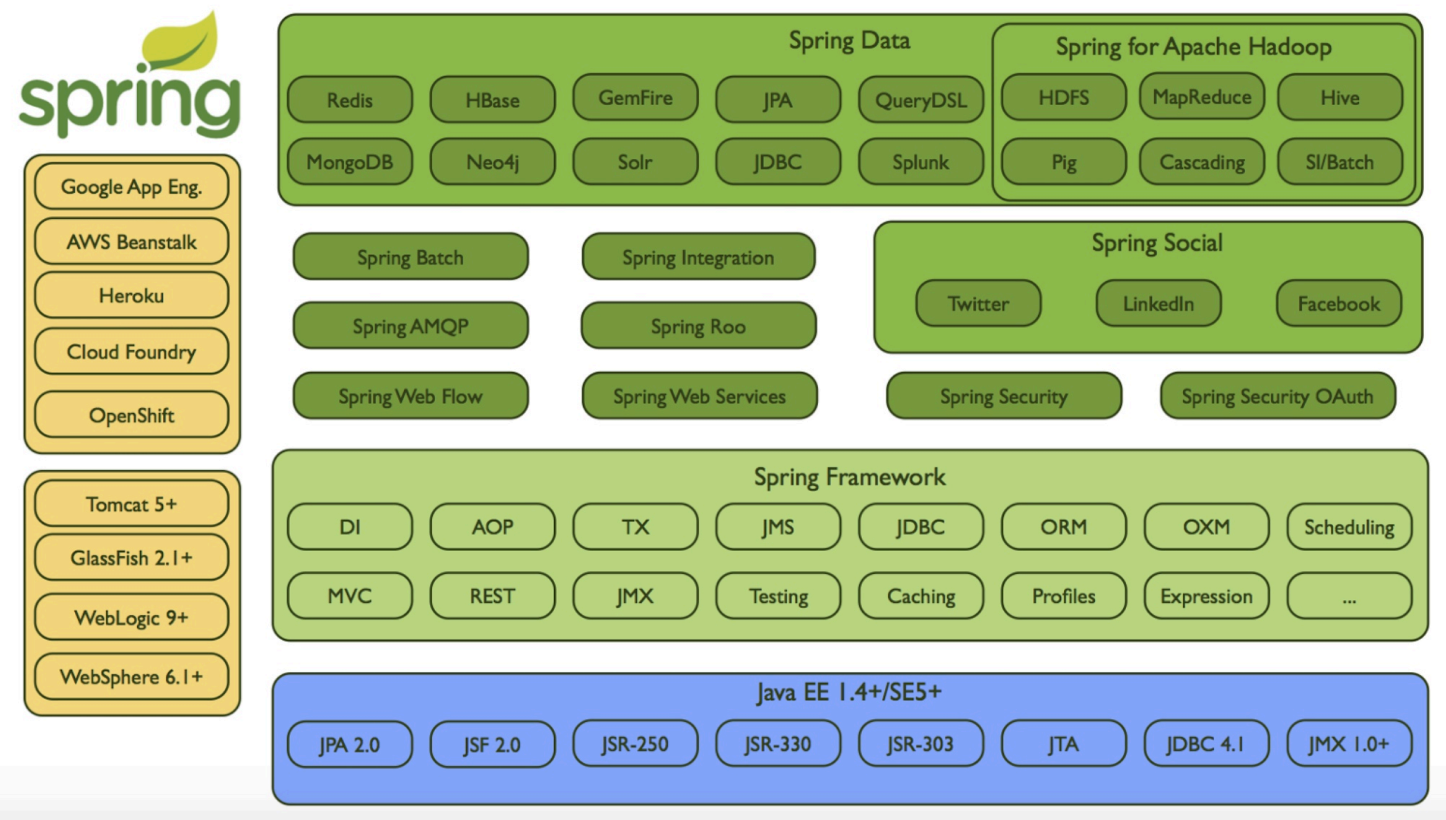 spring
Google App Eng.
AWS Beanstalk
Heroku
Cloud Foundry
OpenShift
Tomcat 5+
GlassFish 2.1+
WebLogic 9+
WebSphere 6.1+
Spring Data
Redis HBase GemFire JPA QueryDSL
MongoDB Neo4j Solr JDBC Splunk
Spring for Apache Hadoop
HDFS MapReduce Hive
Pig Cascading SI/Batch
Spring Batch Spring Integration
Spring AMQP Spring Roo
Spring Web Flow Spring Web Services
Spring Social
Twitter LinkedIn Facebook
Spring Security Spring Security OAuth
Spring Framework
DI AOP TX JMS JDBC ORM OXM Scheduling
MVC REST JMX Testing Caching Profiles Expression ...
Java EE 1.4+/SE5+
JPA 2.0 JSF 2.0 JSR-250 JSR-330 JSR-303 JTA JDBC 4.1 JMX 1.0+